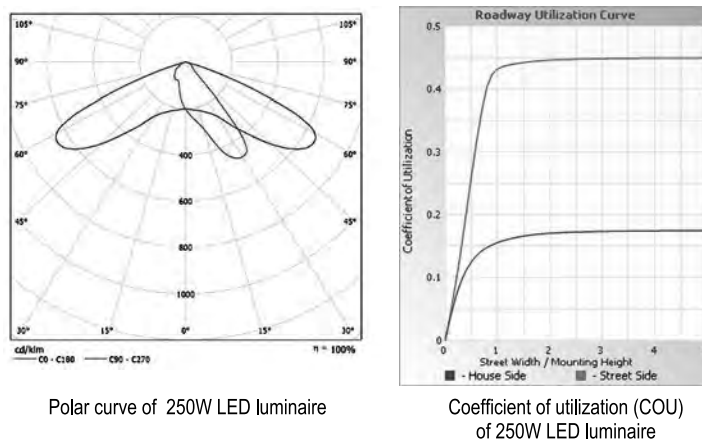 105° 105°
90° 90°
75° 75°
400
60° 60°
600
45° 45°
800
1000
30° 15° 0° 15° 30°
cd/klm η = 100%
C0 - C180 C90 - C270
Polar curve of 250W LED luminaire
Roadway Utilization Curve
0.5
0.4
0.3
0.2
0.1
0
Coefficient of Utilization
0 1 2 3 4
Street Width / Mounting Height
- House Side - Street Side
Coefficient of utilization (COU)
of 250W LED luminaire